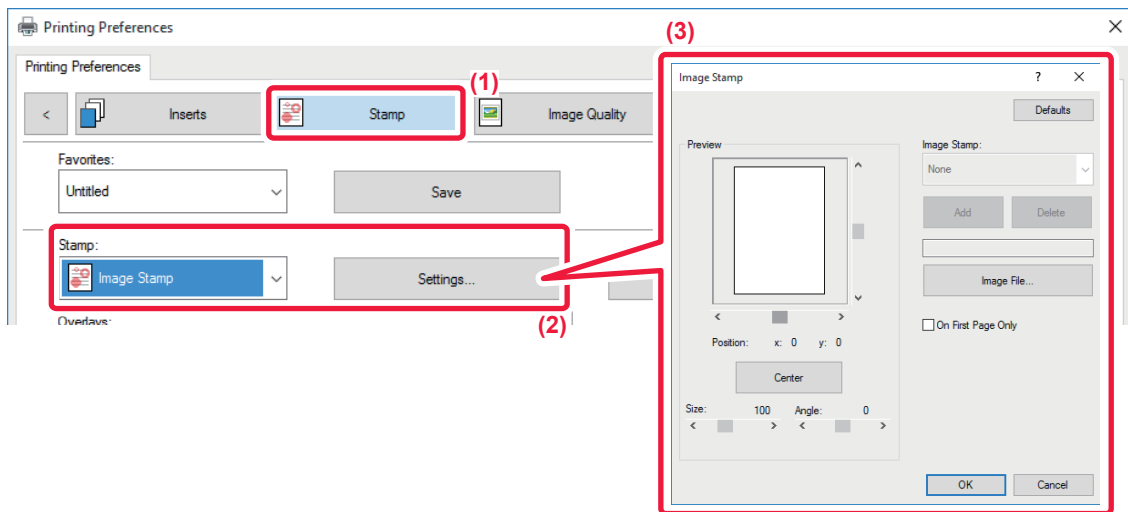 Printing Preferences
Printing Preferences
(1)
< Inserts Stamp Image Quality
Favorites:
Untitled Save
Stamp:
Image Stamp Settings...
(2)
Overlays:
(3)
Image Stamp ? ×
Defaults
Preview
Image Stamp:
None
Add Delete
Image File...
On First Page Only
Position: x: 0 y: 0
Center
Size: 100 Angle: 0
OK Cancel